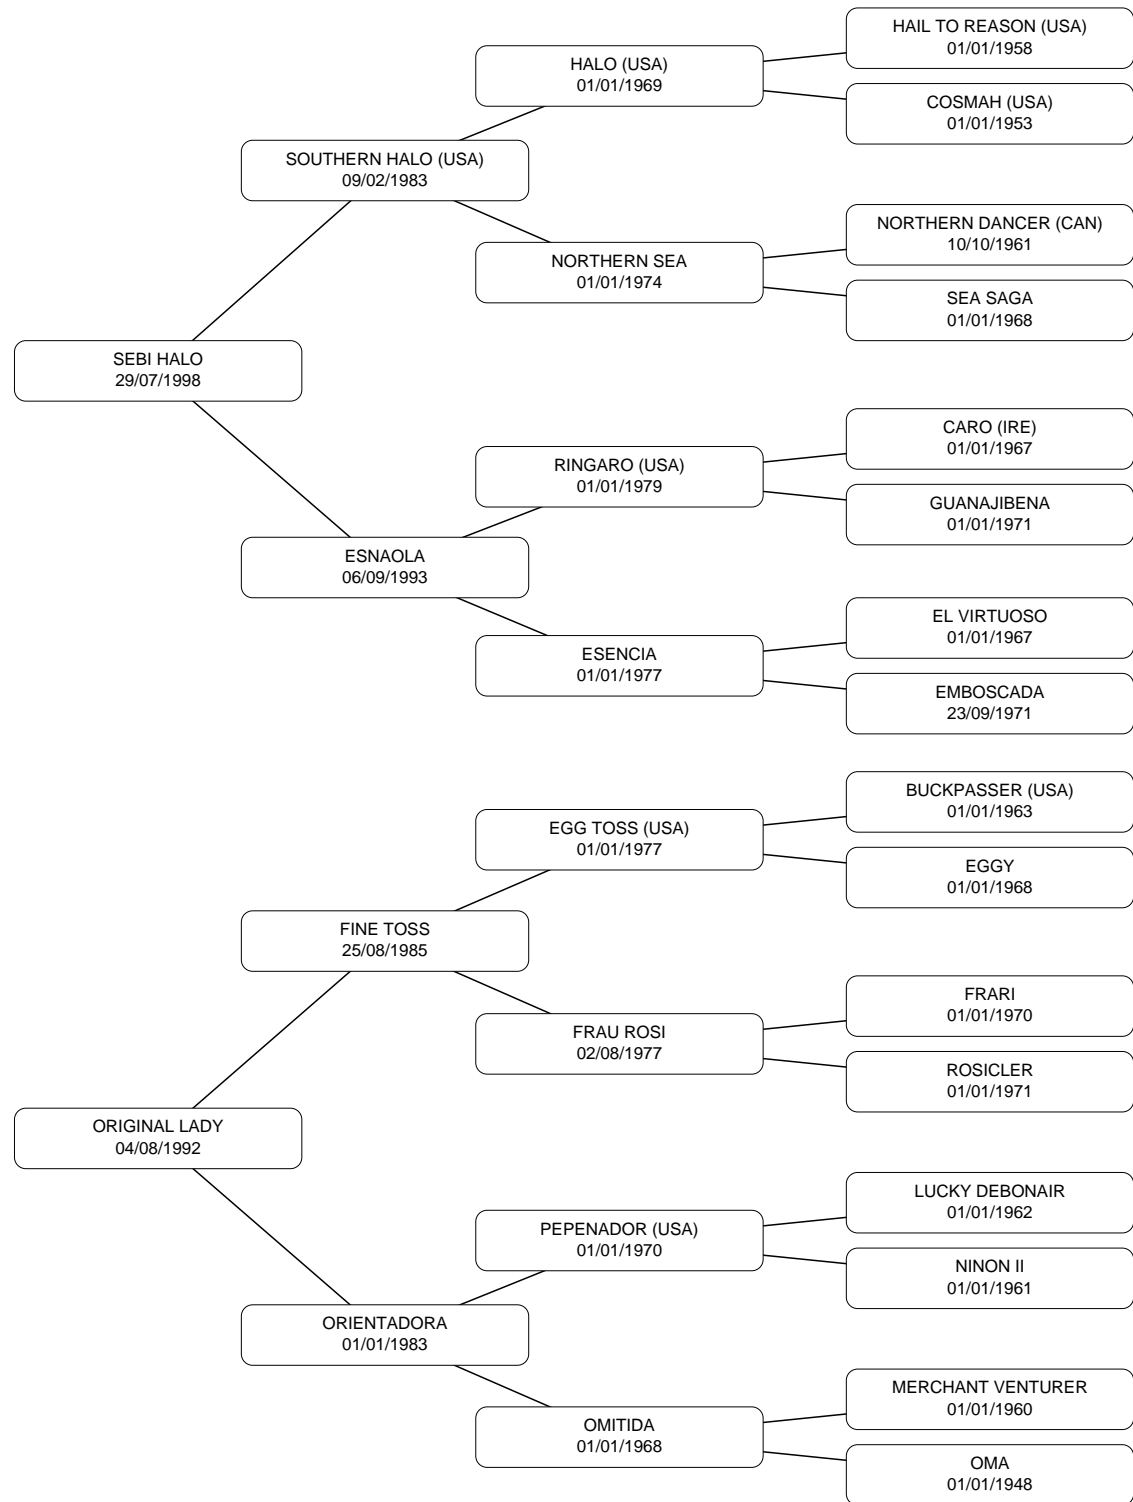 HAIL TO REASON (USA)
01/01/1958
HALO (USA)
01/01/1969
COSMAH (USA)
01/01/1953
SOUTHERN HALO (USA)
09/02/1983
NORTHERN DANCER (CAN)
10/10/1961
NORTHERN SEA
01/01/1974
SEA SAGA
01/01/1968
SEBI HALO
29/07/1998
CARO (IRE)
01/01/1967
RINGARO (USA)
01/01/1979
GUANAJIBENA
01/01/1971
ESNAOLA
06/09/1993
EL VIRTUOSO
01/01/1967
ESENCIA
01/01/1977
EMBOSCADA
23/09/1971
BUCKPASSER (USA)
01/01/1963
EGG TOSS (USA)
01/01/1977
EGGY
01/01/1968
FINE TOSS
25/08/1985
FRARI
01/01/1970
FRAU ROSI
02/08/1977
ROSICLER
01/01/1971
ORIGINAL LADY
04/08/1992
LUCKY DEBONAIR
01/01/1962
PEPENADOR (USA)
01/01/1970
NINON II
01/01/1961
ORIENTADORA
01/01/1983
MERCHANT VENTURER
01/01/1960
OMITIDA
01/01/1968
OMA
01/01/1948